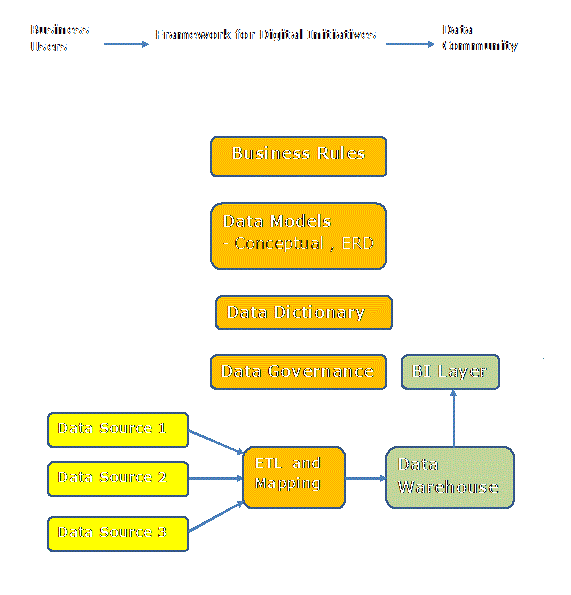 Business
Users
Framework for Digital Initiatives
Data
Community
Business Rules
Data Models
- Conceptual , ERD
Data Dictionary
Data Governance
BI Layer
Data Source 1
Data Source 2
Data Source 3
ETL and
Mapping
Data
Warehouse